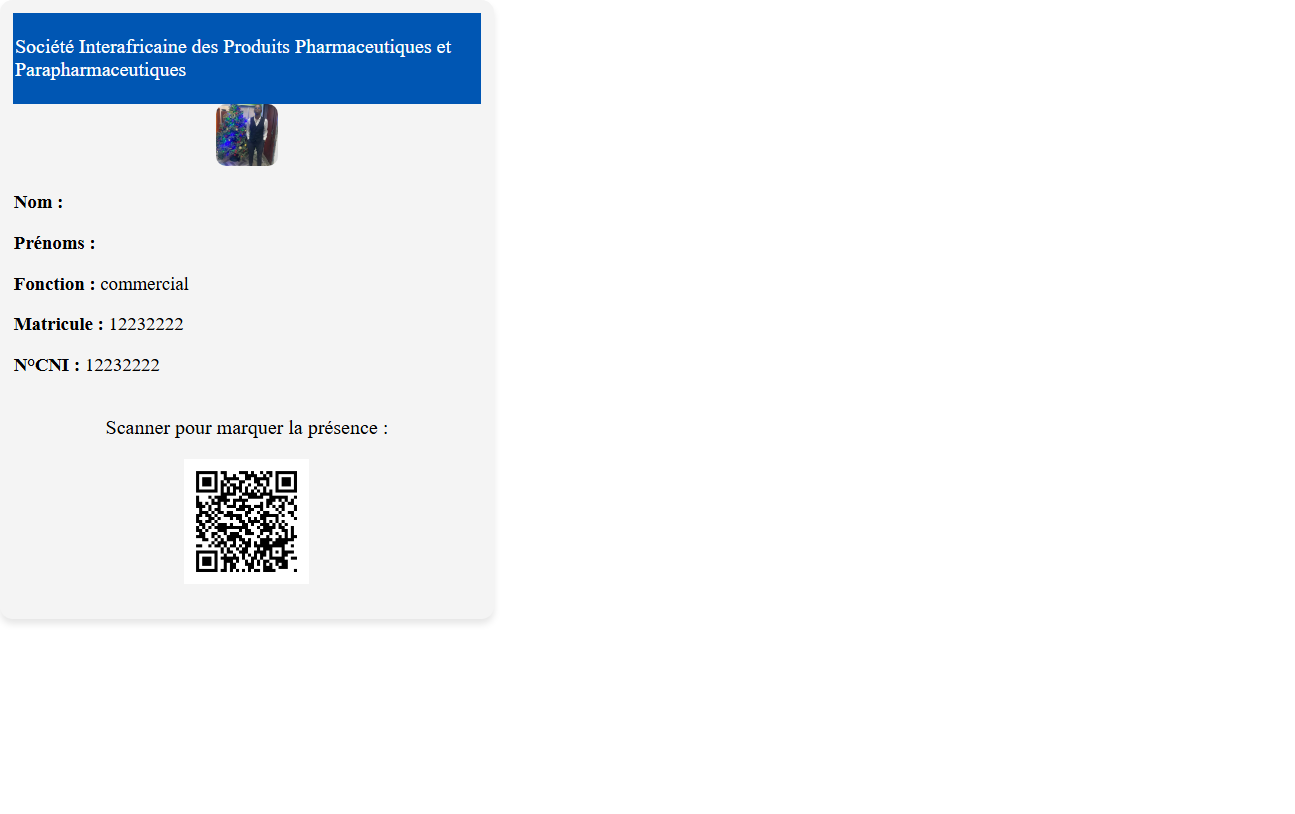 Société Interafricaine des Produits Pharmaceutiques et
Parapharmaceutiques
Nom :
Prénoms :
Fonction : commercial
Matricule : 12232222
N°CNI : 12232222
Scanner pour marquer la présence :